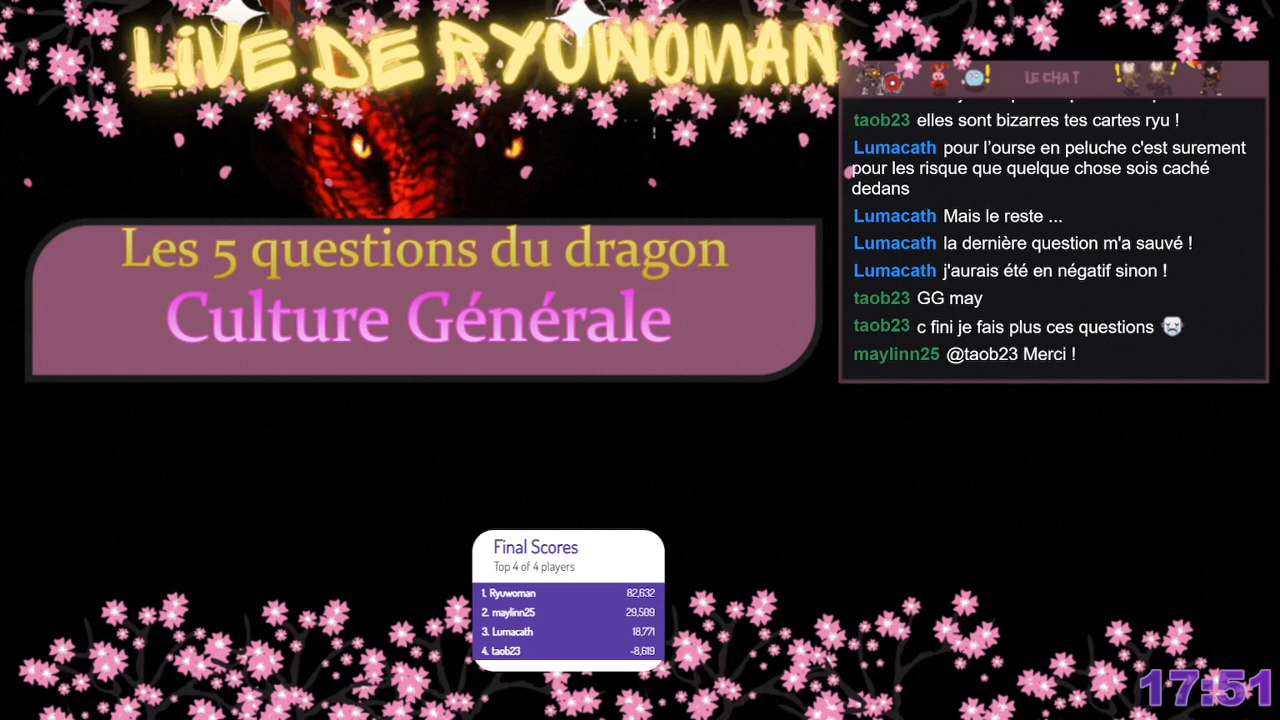 LIVE DE RYUWOMAN
LE CHAT
taob23 elles sont bizarres tes cartes ryu !
Lumacath pour l’ourse en peluche c'est surement
pour les risque que quelque chose sois caché
dedans
Lumacath Mais le reste ...
Lumacath la dernière question m'a sauvé !
Lumacath j'aurais été en négatif sinon !
taob23 GG may
taob23 c fini je fais plus ces questions
maylinn25 @taob23 Merci !
Les 5 questions du dragon
Culture Générale
Final Scores
Top 4 of 4 players
1. Ryuwoman 82,632
2. maylinn25 29,509
3. Lumacath 18,771
4. taob23 -8,619
17:51